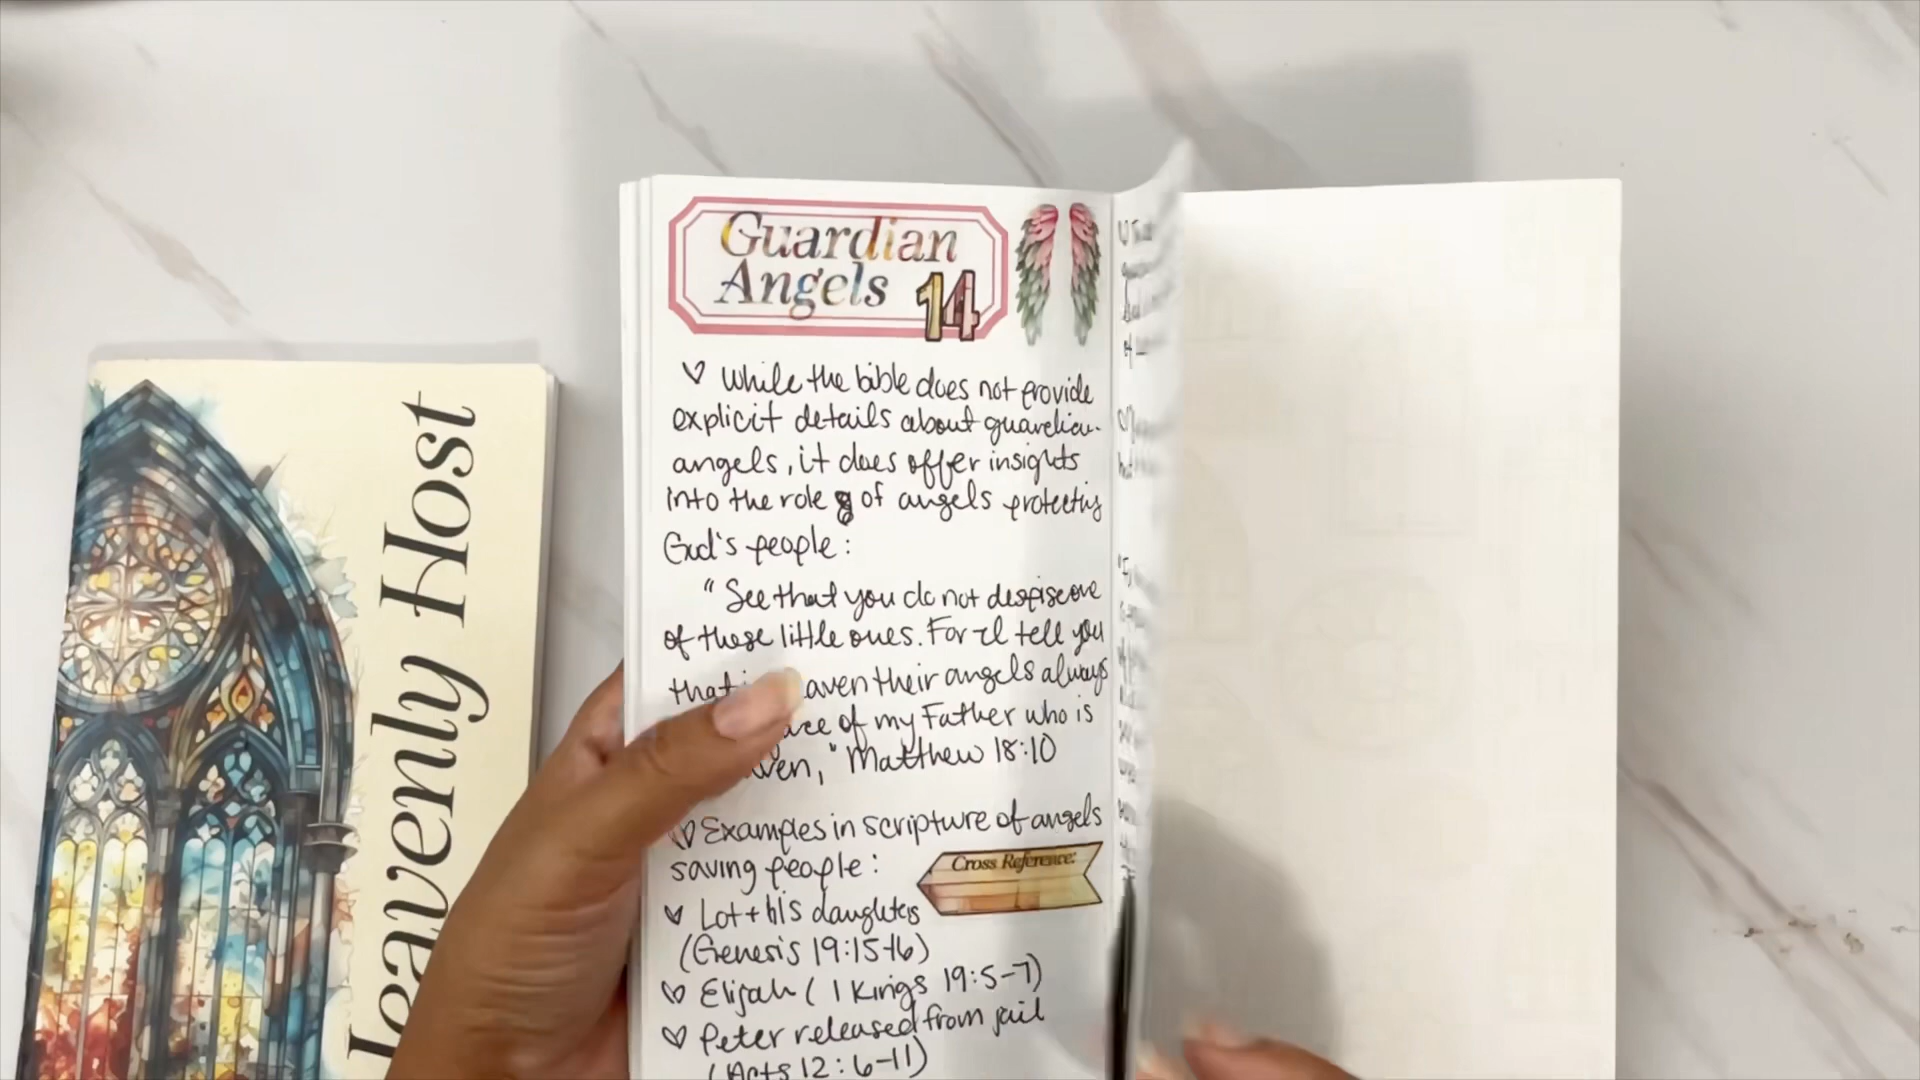 Heavenly Host
Guardian
Angels 14
While the bible does not provide
explicit details about guardian
angels, it does offer insights
into the role of angels protecting
God's people:
"See that you do not despise one
of these little ones. For I tell you
that aven their angels always
ace of my Father who is
ven," Matthew 18:10
Examples in scripture of angels
saving people:
Cross Reference:
Lot + his daughters
(Genesis 19:15-16)
Elijah (1 Kings 19:5-7)
Peter released from jail
(Acts 12:6-11)